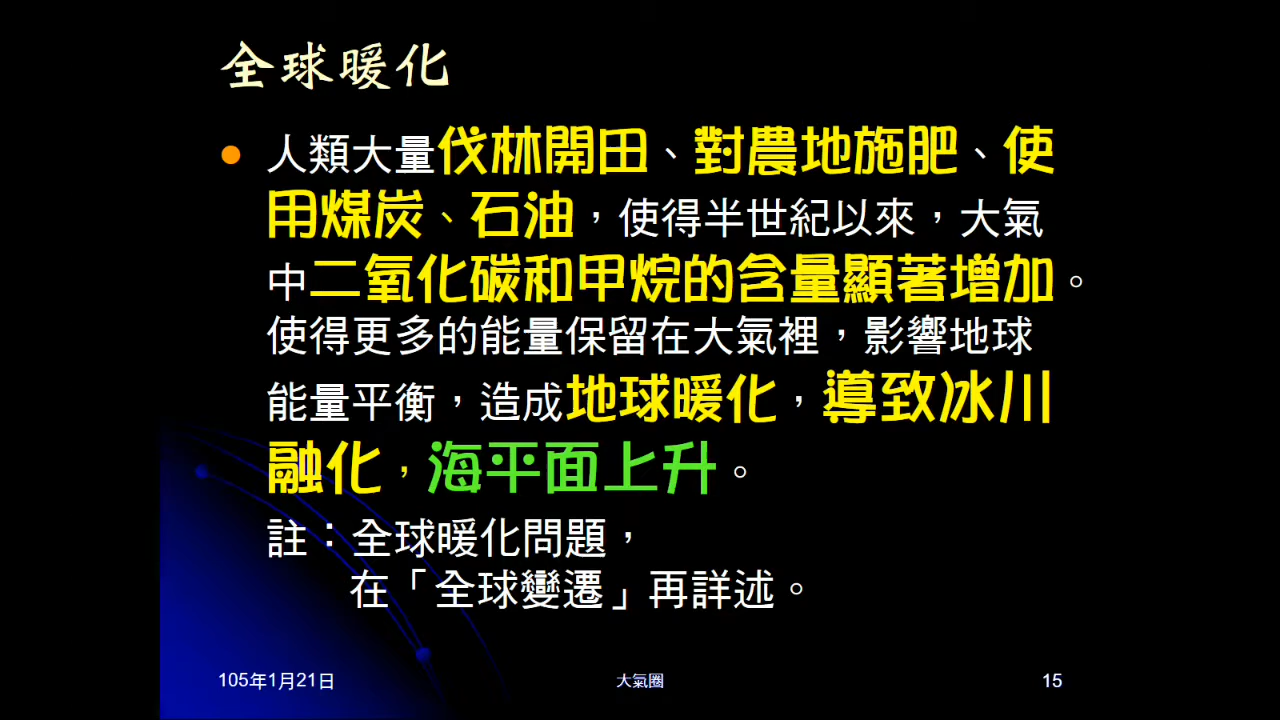 全球暖化
人類大量伐林開田、對農地施肥、使
用煤炭、石油，使得半世紀以來，大氣
中二氧化碳和甲烷的含量顯著增加。
使得更多的能量保留在大氣裡，影響地球
能量平衡，造成地球暖化，導致冰川
融化，海平面上升。
註：全球暖化問題，
在「全球變遷」再詳述。
105年1月21日
大氣圈
15